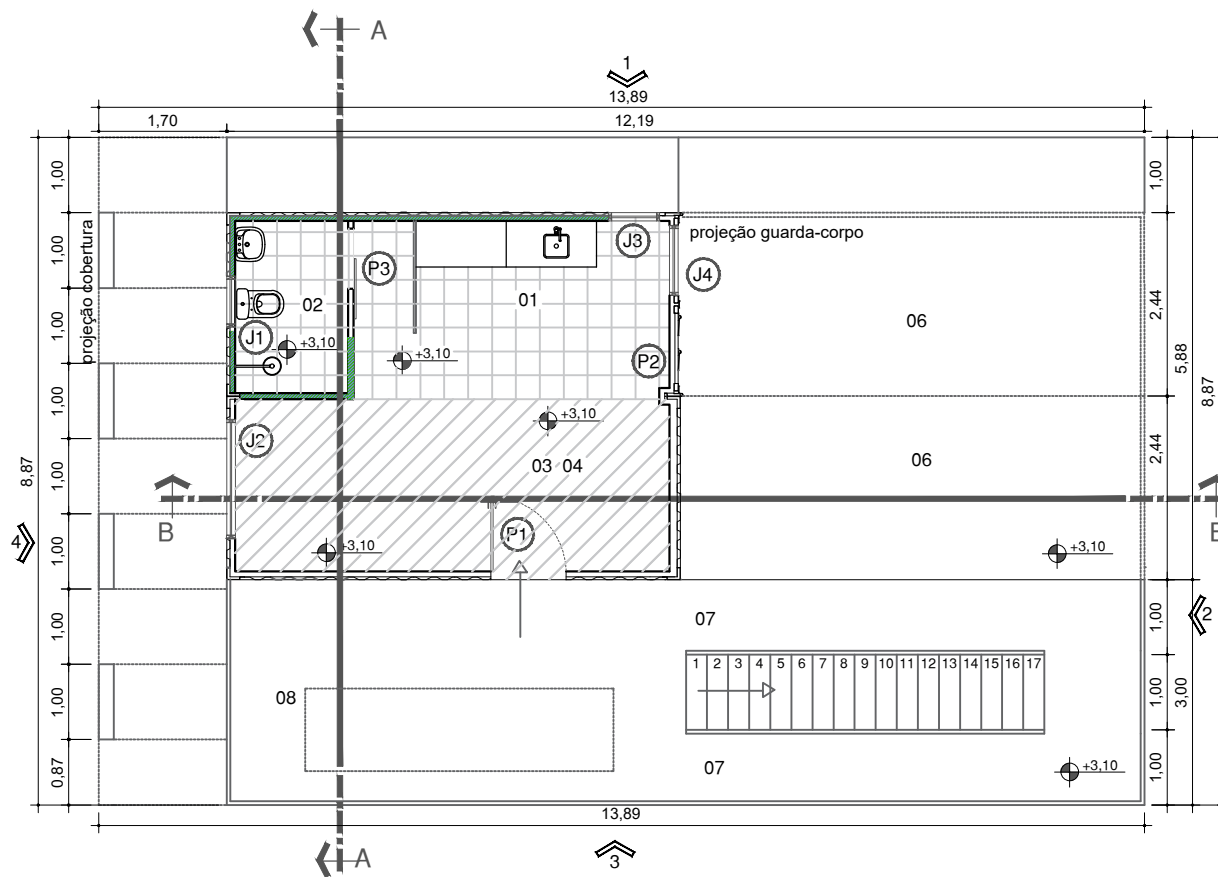 A
1
13,89
1,70
12,19
1,00
1,00
1,00
1,00
1,00
1,00
1,00
1,00
0,87
8,87
projeção cobertura
projeção guarda-corpo
J3
P3
J4
01
02
06
J1
+3,10
+3,10
P2
+3,10
J2
03 04
06
1,00
2,44
5,88
8,87
2,44
B
B
4
P1
+3,10
+3,10
07
2
1 2 3 4 5 6 7 8 9 10 11 12 13 14 15 16 17
08
1,00
1,00
3,00
1,00
07
+3,10
13,89
A
3